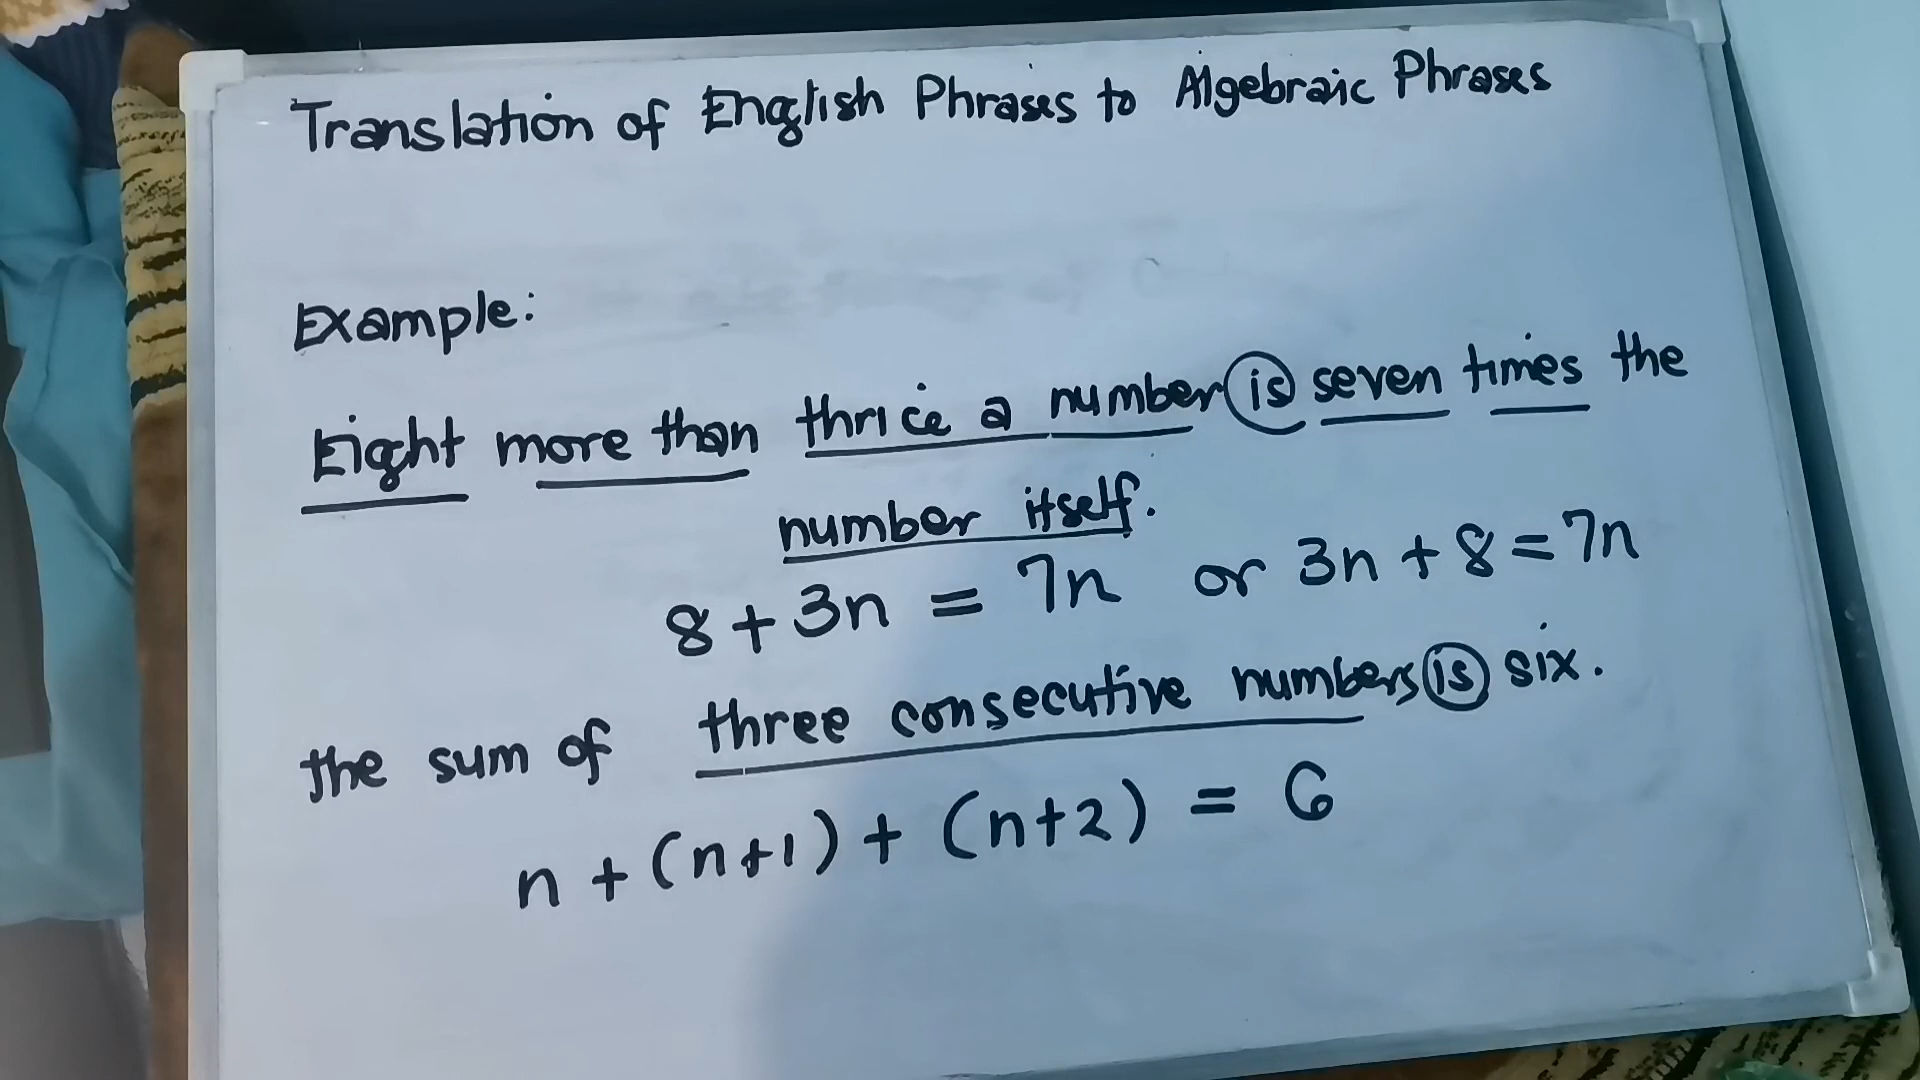 Translation of English Phrases to Algebraic Phrases
Example:
Eight more than thrice a number is seven times the
number itself.
8 + 3n = 7n or 3n + 8 = 7n
the sum of three consecutive numbers is six.
n + (n+1) + (n+2) = 6